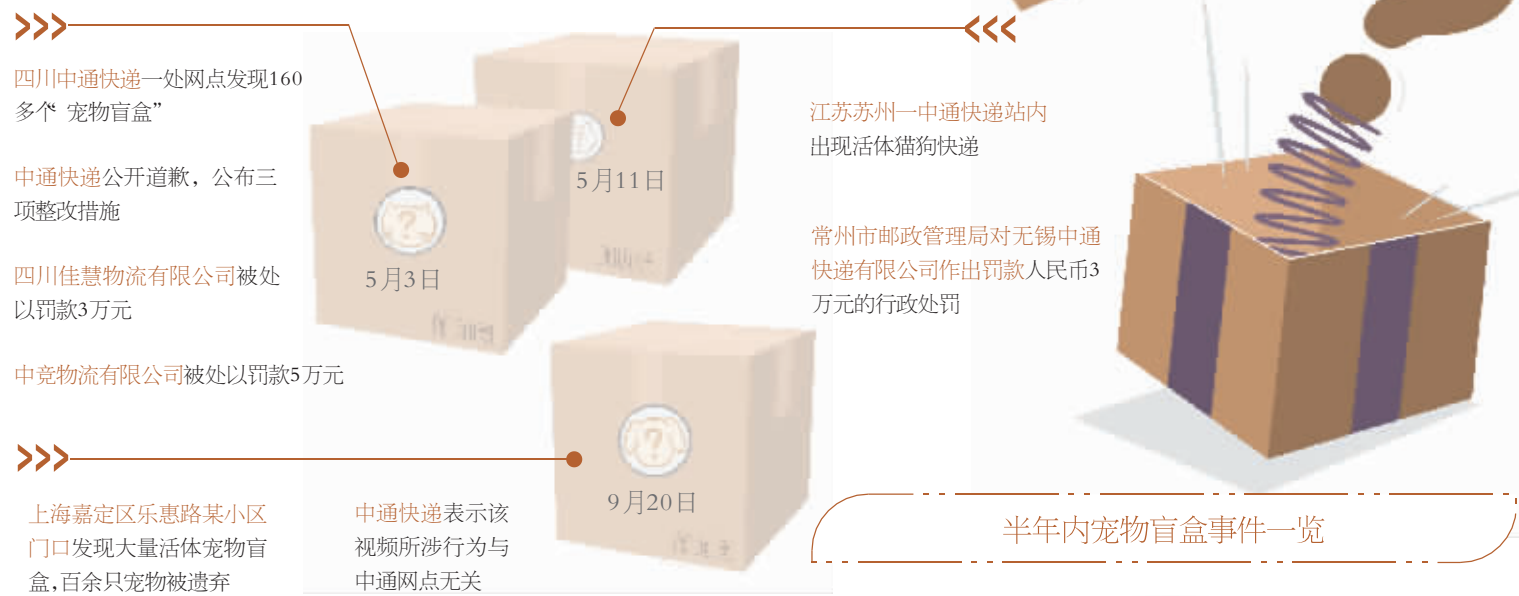 四川中通快递一处网点发现160
多个“宠物盲盒”
中通快递公开道歉，公布三
项整改措施
四川佳慧物流有限公司被处
以罚款3万元
中竞物流有限公司被处以罚款5万元
5月3日
5月11日
江苏苏州一中通快递站内
出现活体猫狗快递
常州市邮政管理局对无锡中通
快递有限公司作出罚款人民币3
万元的行政处罚
上海嘉定区乐惠路某小区
门口发现大量活体宠物盲
盒,百余只宠物被遗弃
中通快递表示该
视频所涉行为与
中通网点无关
9月20日
半年内宠物盲盒事件一览